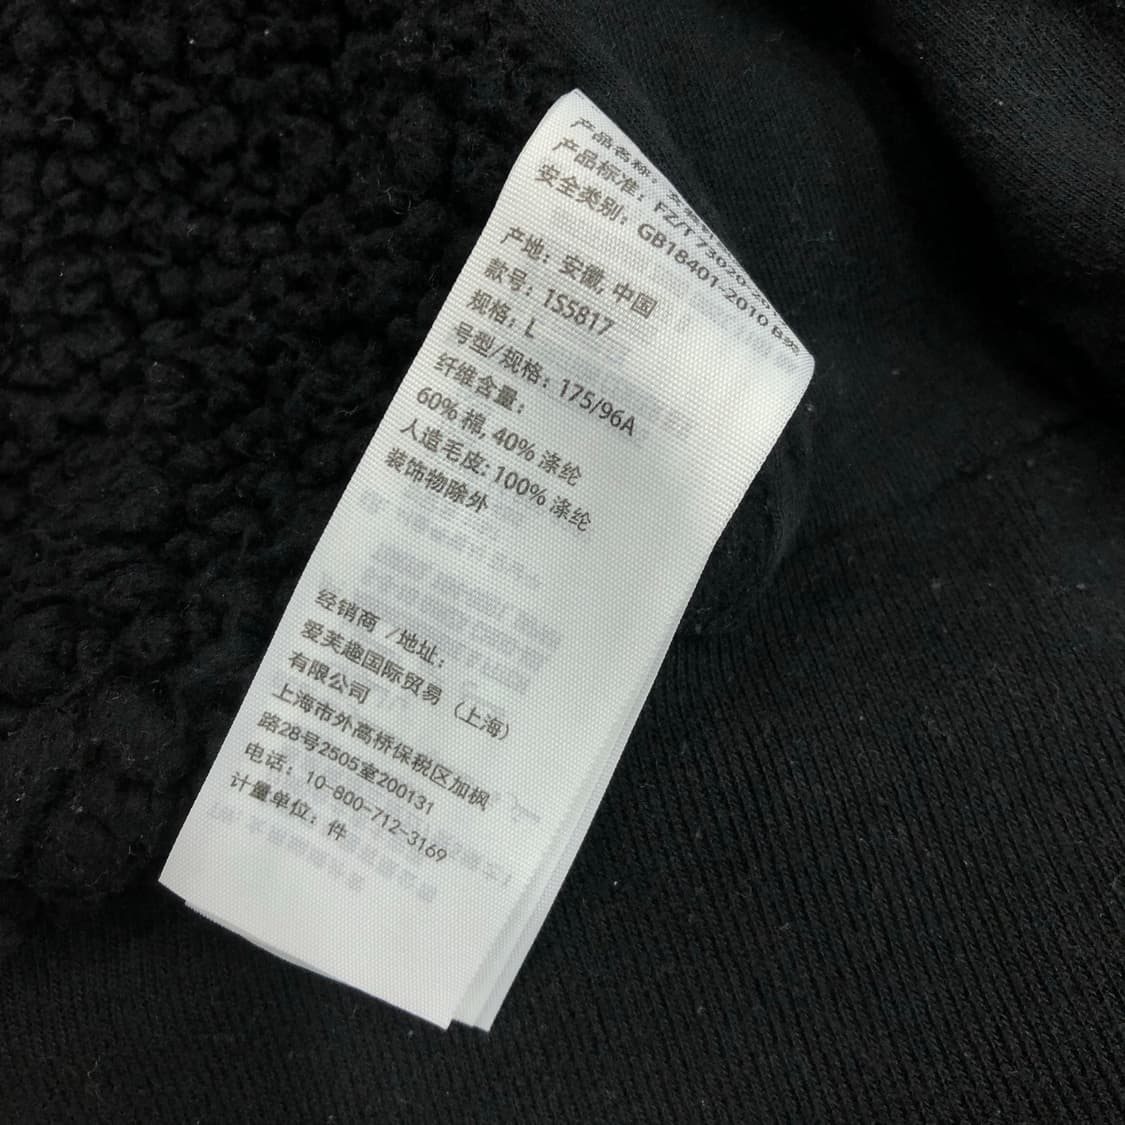 产品名称：
产品标准：FZ/T 73020-20
安全类别：GB18401-2010 B类
产地：安徽, 中国
款号：1S5817
规格：L
号型/规格：175/96A
纤维含量：
60% 棉, 40% 涤纶
人造毛皮: 100% 涤纶
装饰物除外
经销商 /地址：
爱芙趣国际贸易（上海）
有限公司
上海市外高桥保税区加枫
路28号2505室200131
电话：10-800-712-3169
计量单位：件